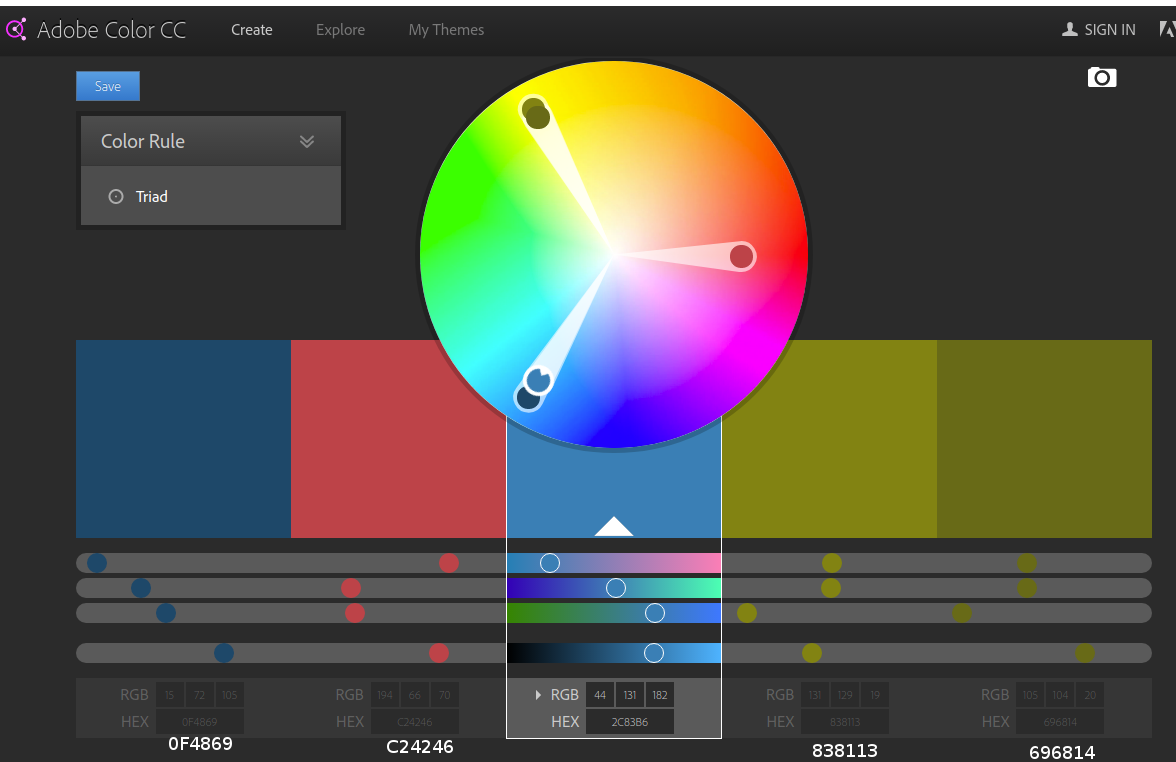 Adobe Color CC Create Explore My Themes SIGN IN
Save
Color Rule
Triad
RGB 15 72 105 RGB 194 66 70 RGB 44 131 182 RGB 131 129 19 RGB 105 104 20
HEX 0F4869 HEX C24246 HEX 2C83B6 HEX 838113 HEX 696814
0F4869 C24246 838113 696814